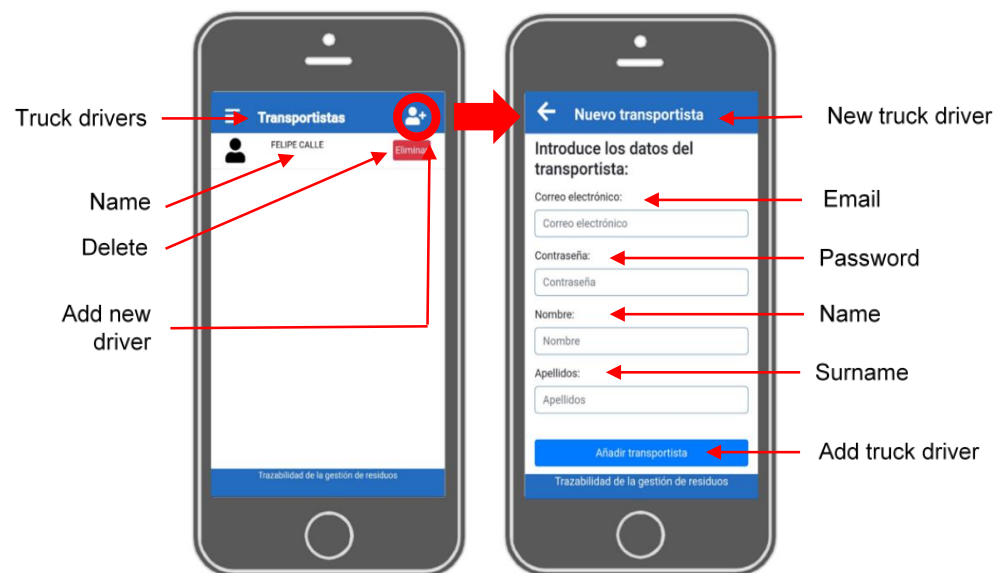 Truck drivers
Name
Delete
Add new
driver
Transportistas
FELIPE CALLE
Eliminar
Trazabilidad de la gestión de residuos
Nuevo transportista
Introduce los datos del
transportista:
Correo electrónico:
Correo electrónico
Contraseña:
Contraseña
Nombre:
Nombre
Apellidos:
Apellidos
Añadir transportista
Trazabilidad de la gestión de residuos
New truck driver
Email
Password
Name
Surname
Add truck driver